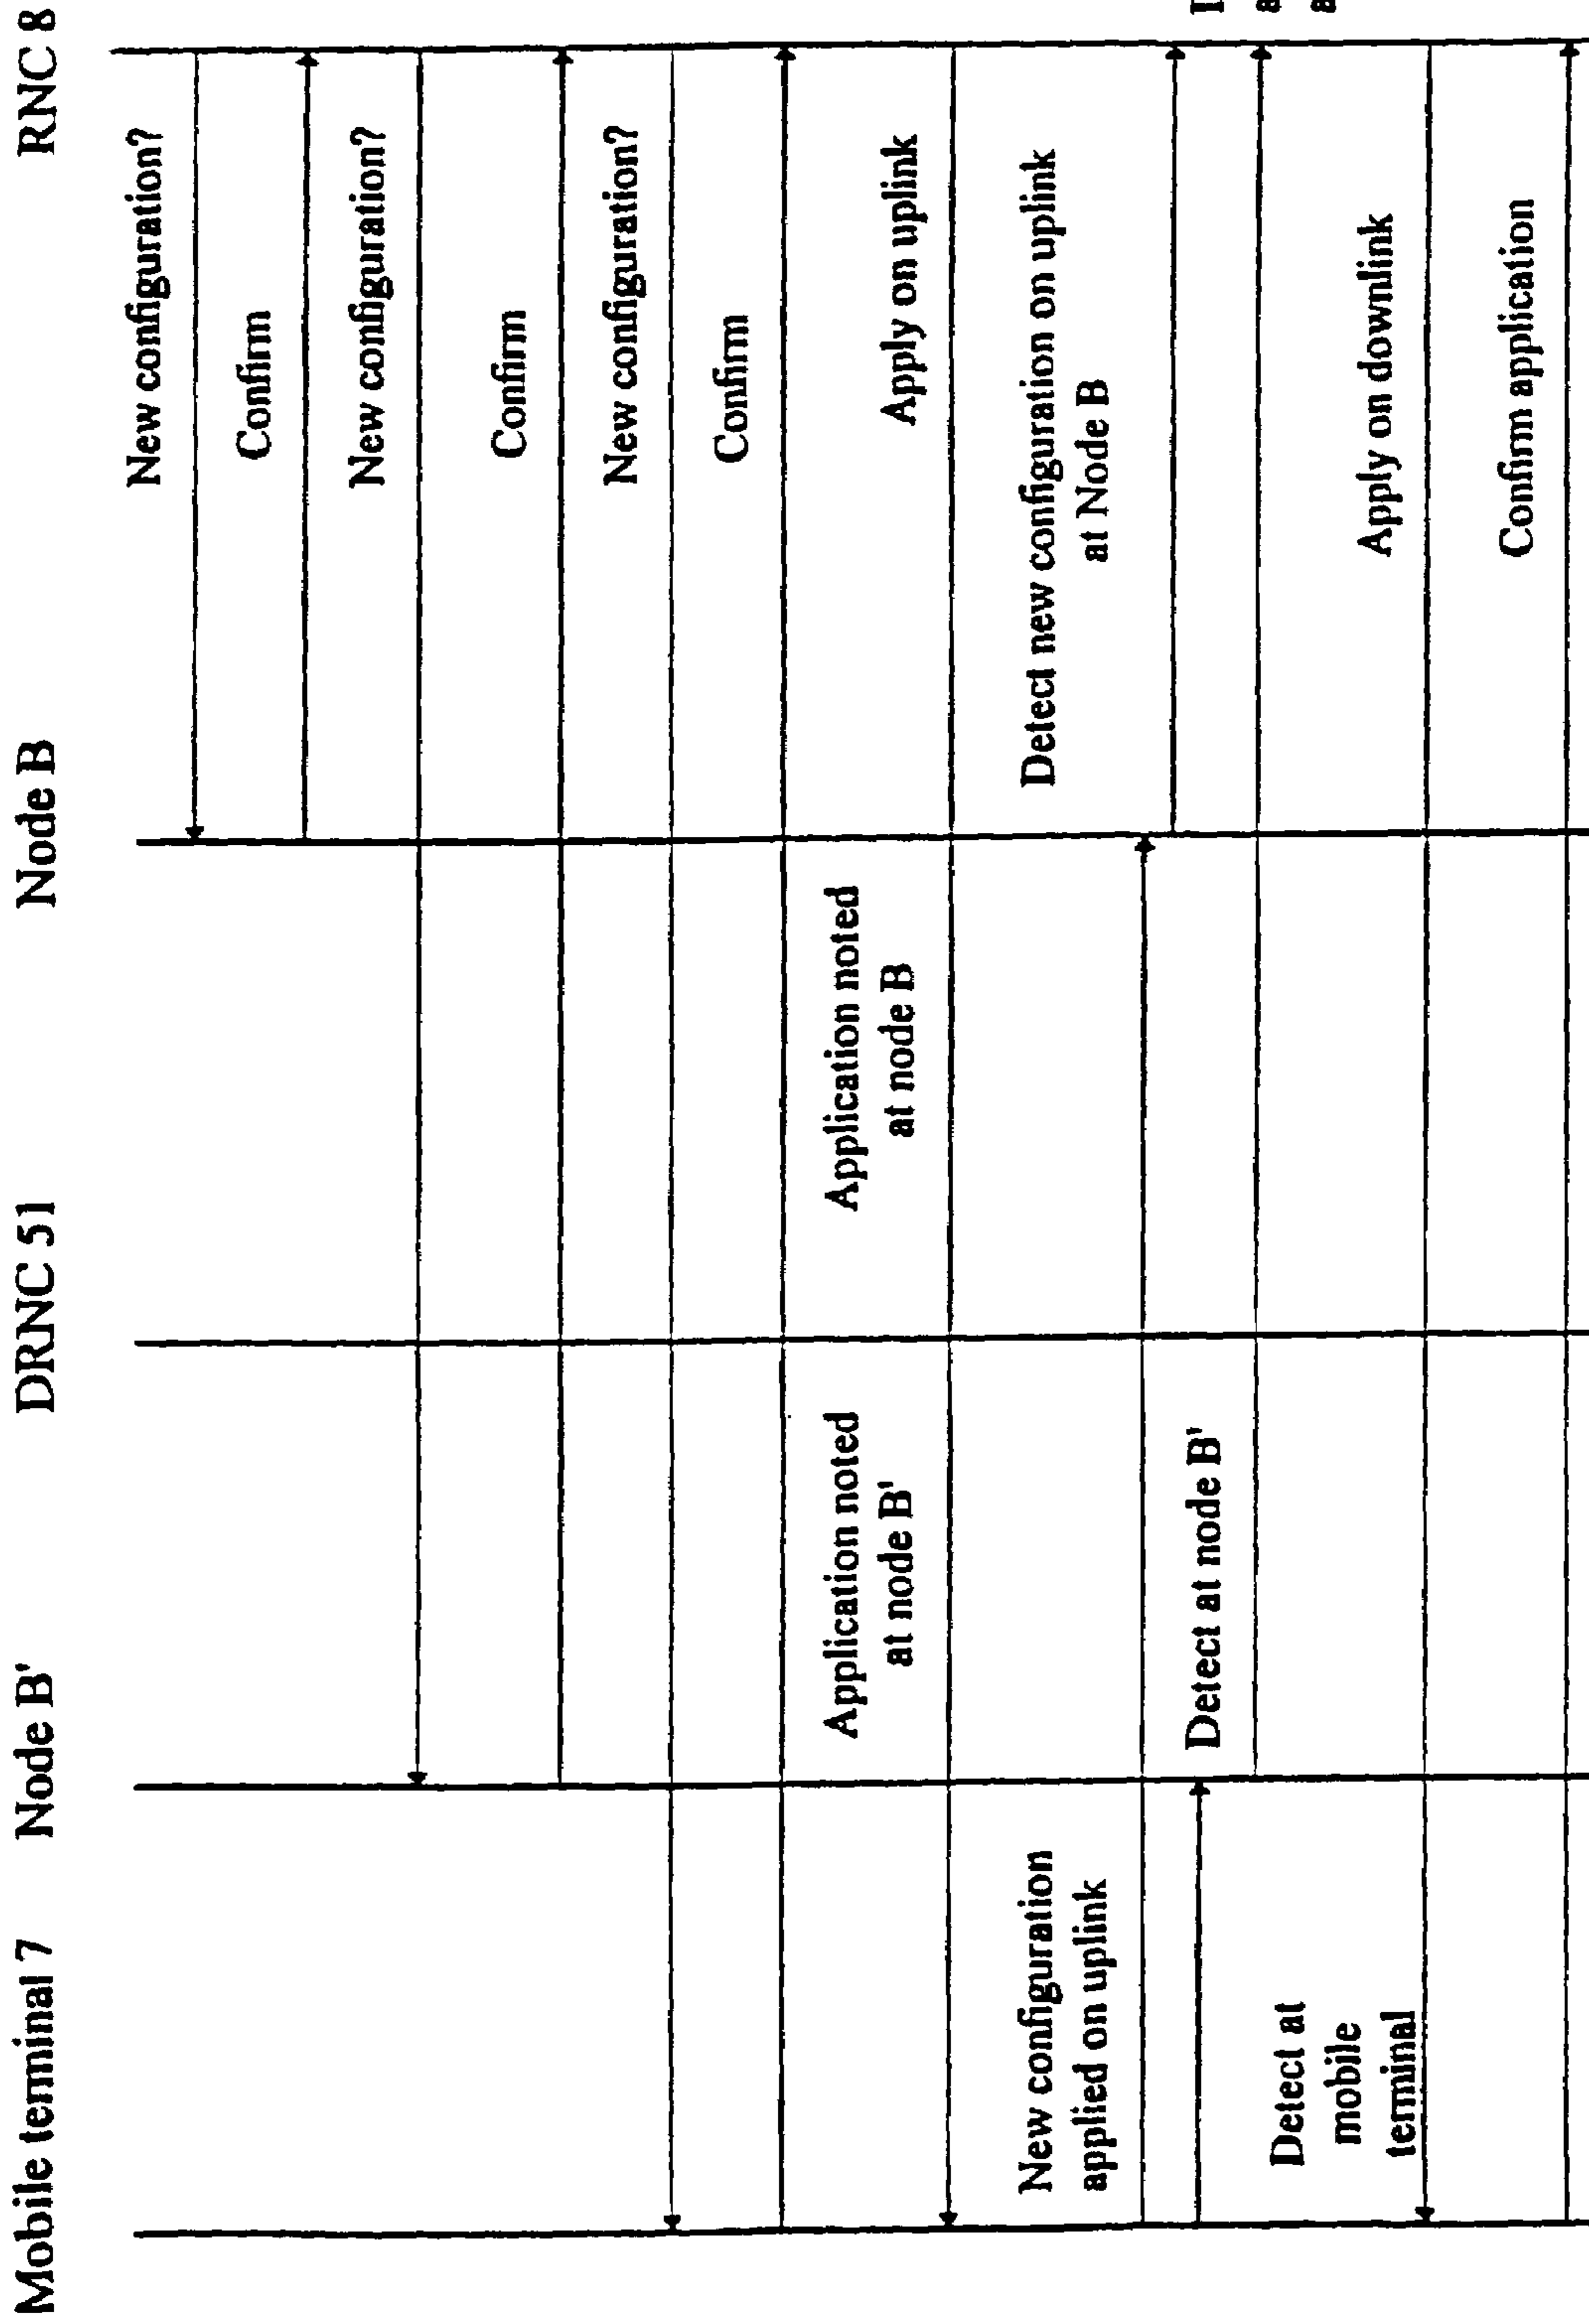 Mobile terminal 7
Node B'
DRNC 51
Node B
RNC 8
New configuration?
Confirm
New configuration?
Confirm
New configuration?
Confirm
Application noted
at node B'
Application noted
at node B
Apply on uplink
New configuration
applied on uplink
Detect new configuration on uplink
at Node B
Detect at node B'
Detect at
mobile
terminal
Apply on downlink
Confirm application